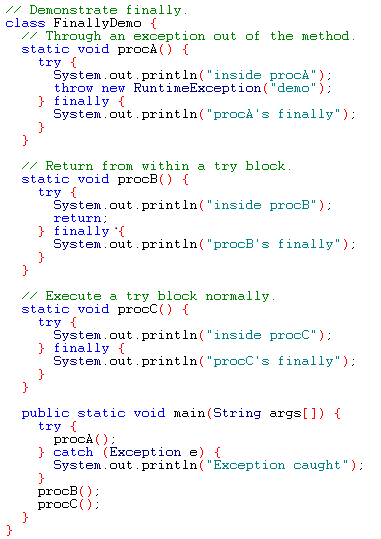 // Demonstrate finally.
class FinallyDemo {
  // Through an exception out of the method.
  static void procA() {
    try {
      System.out.println("inside procA");
      throw new RuntimeException("demo");
    } finally {
      System.out.println("procA's finally");
    }
  }

  // Return from within a try block.
  static void procB() {
    try {
      System.out.println("inside procB");
      return;
    } finally {
      System.out.println("procB's finally");
    }
  }

  // Execute a try block normally.
  static void procC() {
    try {
      System.out.println("inside procC");
    } finally {
      System.out.println("procC's finally");
    }
  }

  public static void main(String args[]) {
    try {
      procA();
    } catch (Exception e) {
      System.out.println("Exception caught");
    }
    procB();
    procC();
  }
}